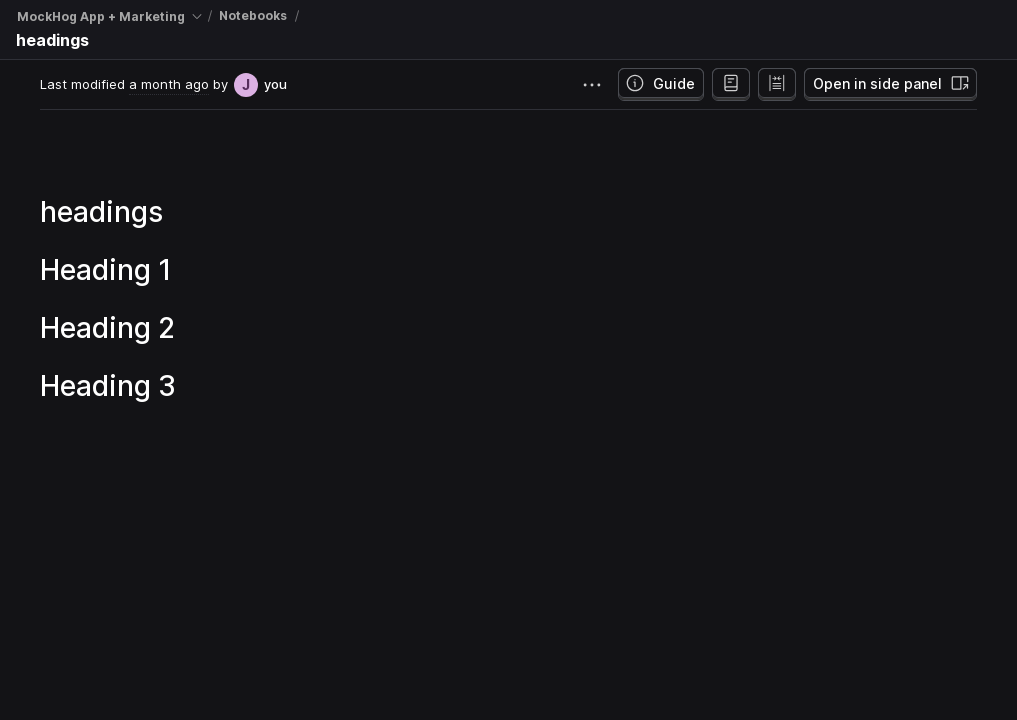 MockHog App + Marketing / Notebooks /
headings
Last modified a month ago by J you
Guide
Open in side panel
headings
Heading 1
Heading 2
Heading 3